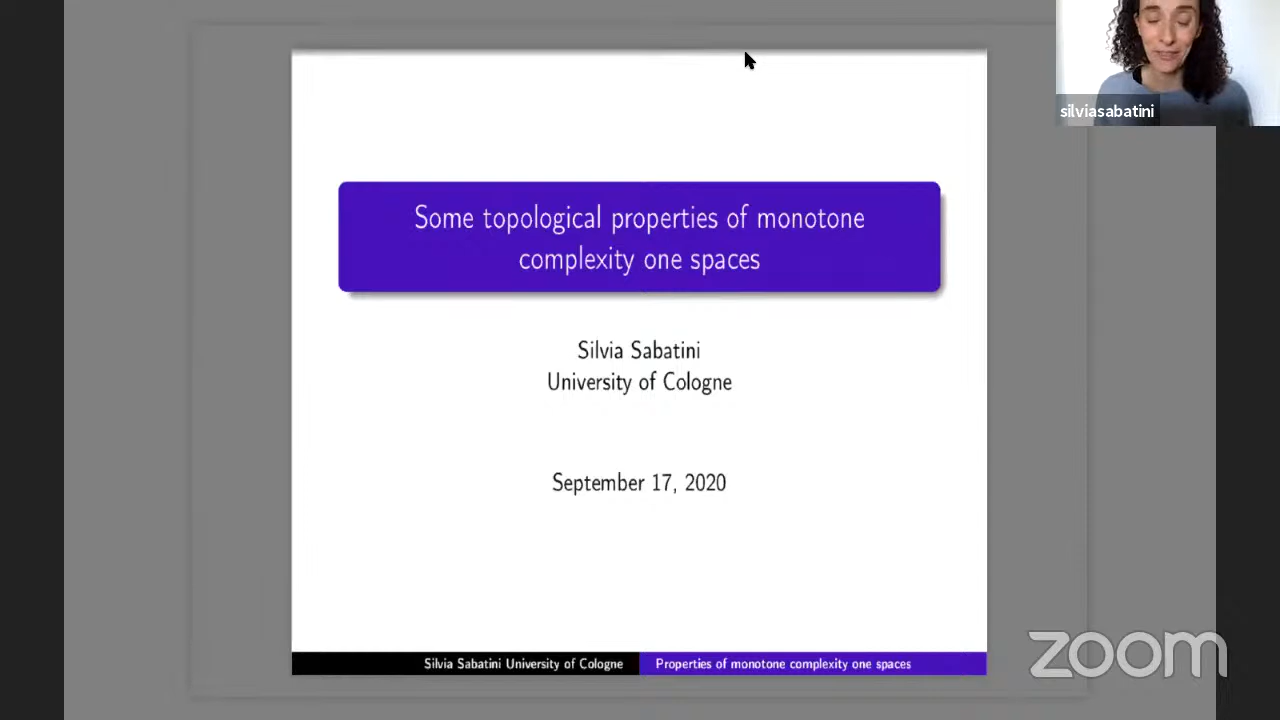 silviasabatini
Some topological properties of monotone
complexity one spaces
Silvia Sabatini
University of Cologne
September 17, 2020
Silvia Sabatini University of Cologne
Properties of monotone complexity one spaces
zoom